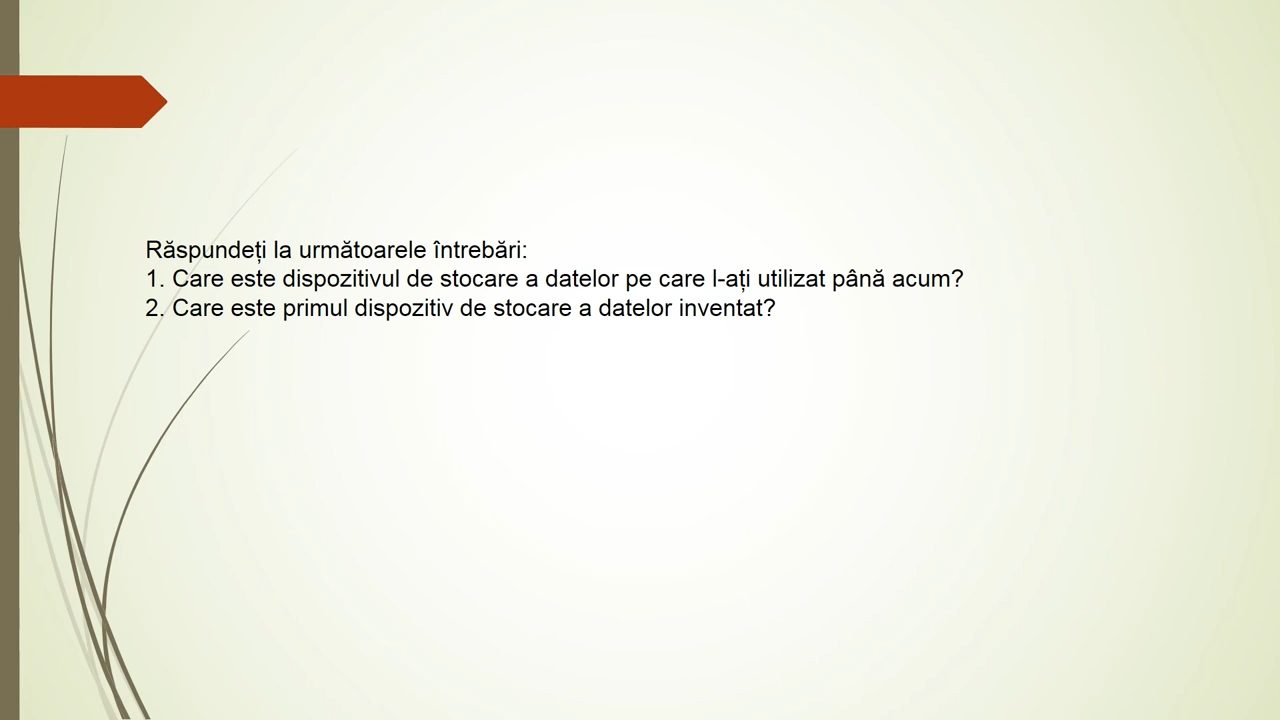 Răspundeți la următoarele întrebări:
1. Care este dispozitivul de stocare a datelor pe care l-ați utilizat până acum?
2. Care este primul dispozitiv de stocare a datelor inventat?